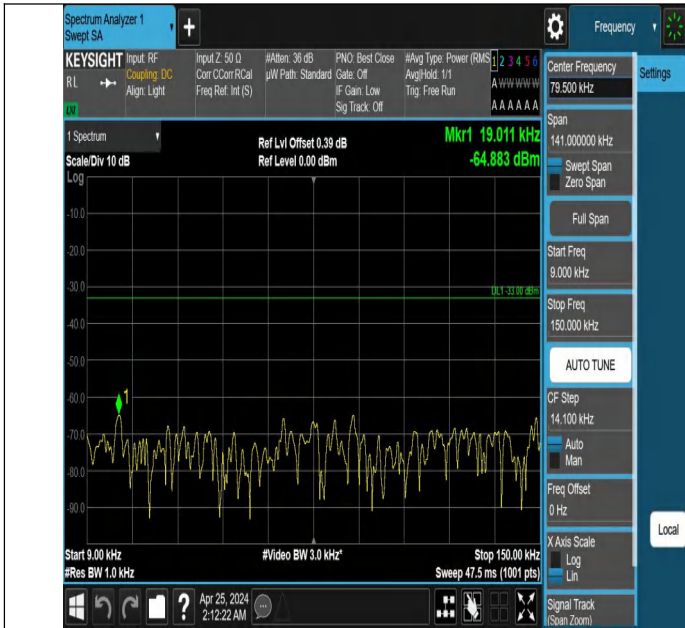 Spectrum Analyzer 1
Swept SA
Frequency
KEYSIGHT
RL
Input: RF
Coupling: DC
Align: Light
Input Z: 50 Ω
Corr CCorr RCal
Freq Ref: Int (S)
#Atten: 36 dB
µW Path: Standard
PNO: Best Close
Gate: Off
IF Gain: Low
Sig Track: Off
#Avg Type: Power (RMS
Avg|Hold: 1/1
Trig: Free Run
1 2 3 4 5 6
A W W W W W
A A A A A A
1 Spectrum
Scale/Div 10 dB
Log
Ref Lvl Offset 0.39 dB
Ref Level 0.00 dBm
Mkr1 19.011 kHz
-64.883 dBm
-10.0
-20.0
-30.0
DL1 -33.00 dBm
-40.0
-50.0
-60.0
1
-70.0
-80.0
-90.0
Start 9.00 kHz
#Res BW 1.0 kHz
#Video BW 3.0 kHz*
Stop 150.00 kHz
Sweep 47.5 ms (1001 pts)
?
Apr 25, 2024
2:12:22 AM
Center Frequency
79.500 kHz
Settings
Span
141.000000 kHz
Swept Span
Zero Span
Full Span
Start Freq
9.000 kHz
Stop Freq
150.000 kHz
AUTO TUNE
CF Step
14.100 kHz
Auto
Man
Freq Offset
0 Hz
Local
X Axis Scale
Log
Lin
Signal Track
(Span Zoom)